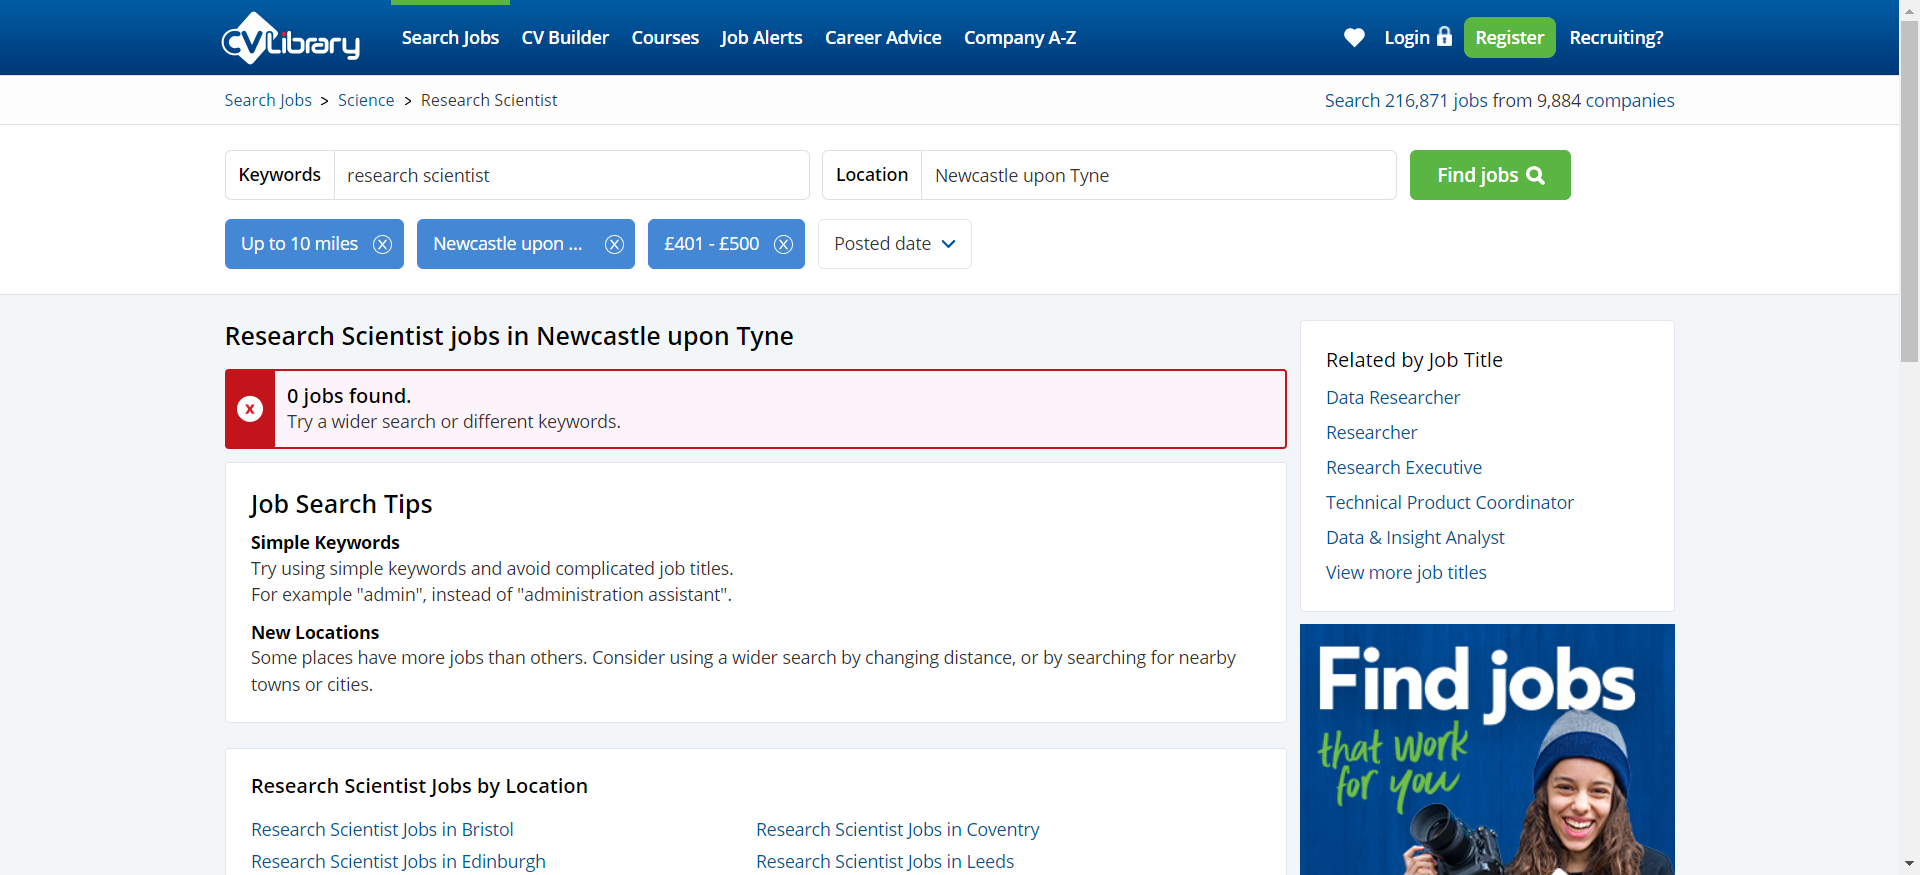 CV Library
Search Jobs CV Builder Courses Job Alerts Career Advice Company A-Z Login Register Recruiting?
Search Jobs > Science > Research Scientist
Search 216,871 jobs from 9,884 companies
Keywords research scientist Location Newcastle upon Tyne Find jobs
Up to 10 miles Newcastle upon ... £401 - £500 Posted date
Research Scientist jobs in Newcastle upon Tyne
0 jobs found.
Try a wider search or different keywords.
Job Search Tips
Simple Keywords
Try using simple keywords and avoid complicated job titles.
For example "admin", instead of "administration assistant".
New Locations
Some places have more jobs than others. Consider using a wider search by changing distance, or by searching for nearby
towns or cities.
Research Scientist Jobs by Location
Research Scientist Jobs in Bristol
Research Scientist Jobs in Coventry
Research Scientist Jobs in Edinburgh
Research Scientist Jobs in Leeds
Related by Job Title
Data Researcher
Researcher
Research Executive
Technical Product Coordinator
Data & Insight Analyst
View more job titles
Find jobs
that work
for you